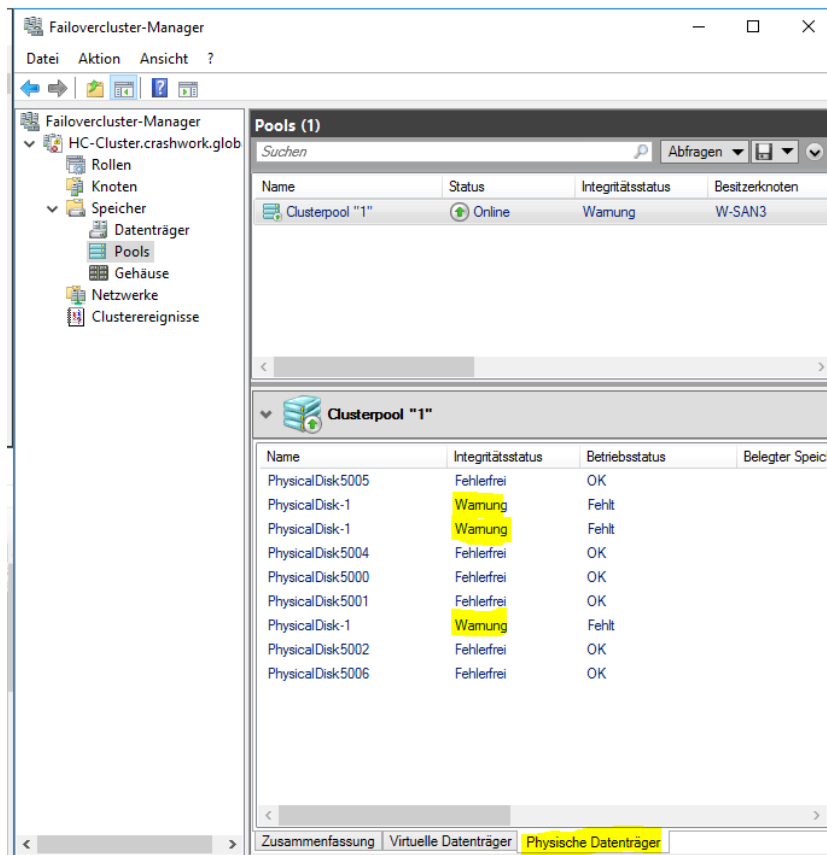 Failovercluster-Manager
Datei Aktion Ansicht ?
Failovercluster-Manager
HC-Cluster.crashwork.glob
Rollen
Knoten
Speicher
Datenträger
Pools
Gehäuse
Netzwerke
Clusterereignisse
Pools (1)
Suchen Abfragen
Name Status Integritätsstatus Besitzerknoten
Clusterpool "1" Online Warnung W-SAN3
Clusterpool "1"
Name Integritätsstatus Betriebsstatus Belegter Speic
PhysicalDisk5005 Fehlerfrei OK
PhysicalDisk-1 Warnung Fehlt
PhysicalDisk-1 Warnung Fehlt
PhysicalDisk5004 Fehlerfrei OK
PhysicalDisk5000 Fehlerfrei OK
PhysicalDisk5001 Fehlerfrei OK
PhysicalDisk-1 Warnung Fehlt
PhysicalDisk5002 Fehlerfrei OK
PhysicalDisk5006 Fehlerfrei OK
Zusammenfassung Virtuelle Datenträger Physische Datenträger